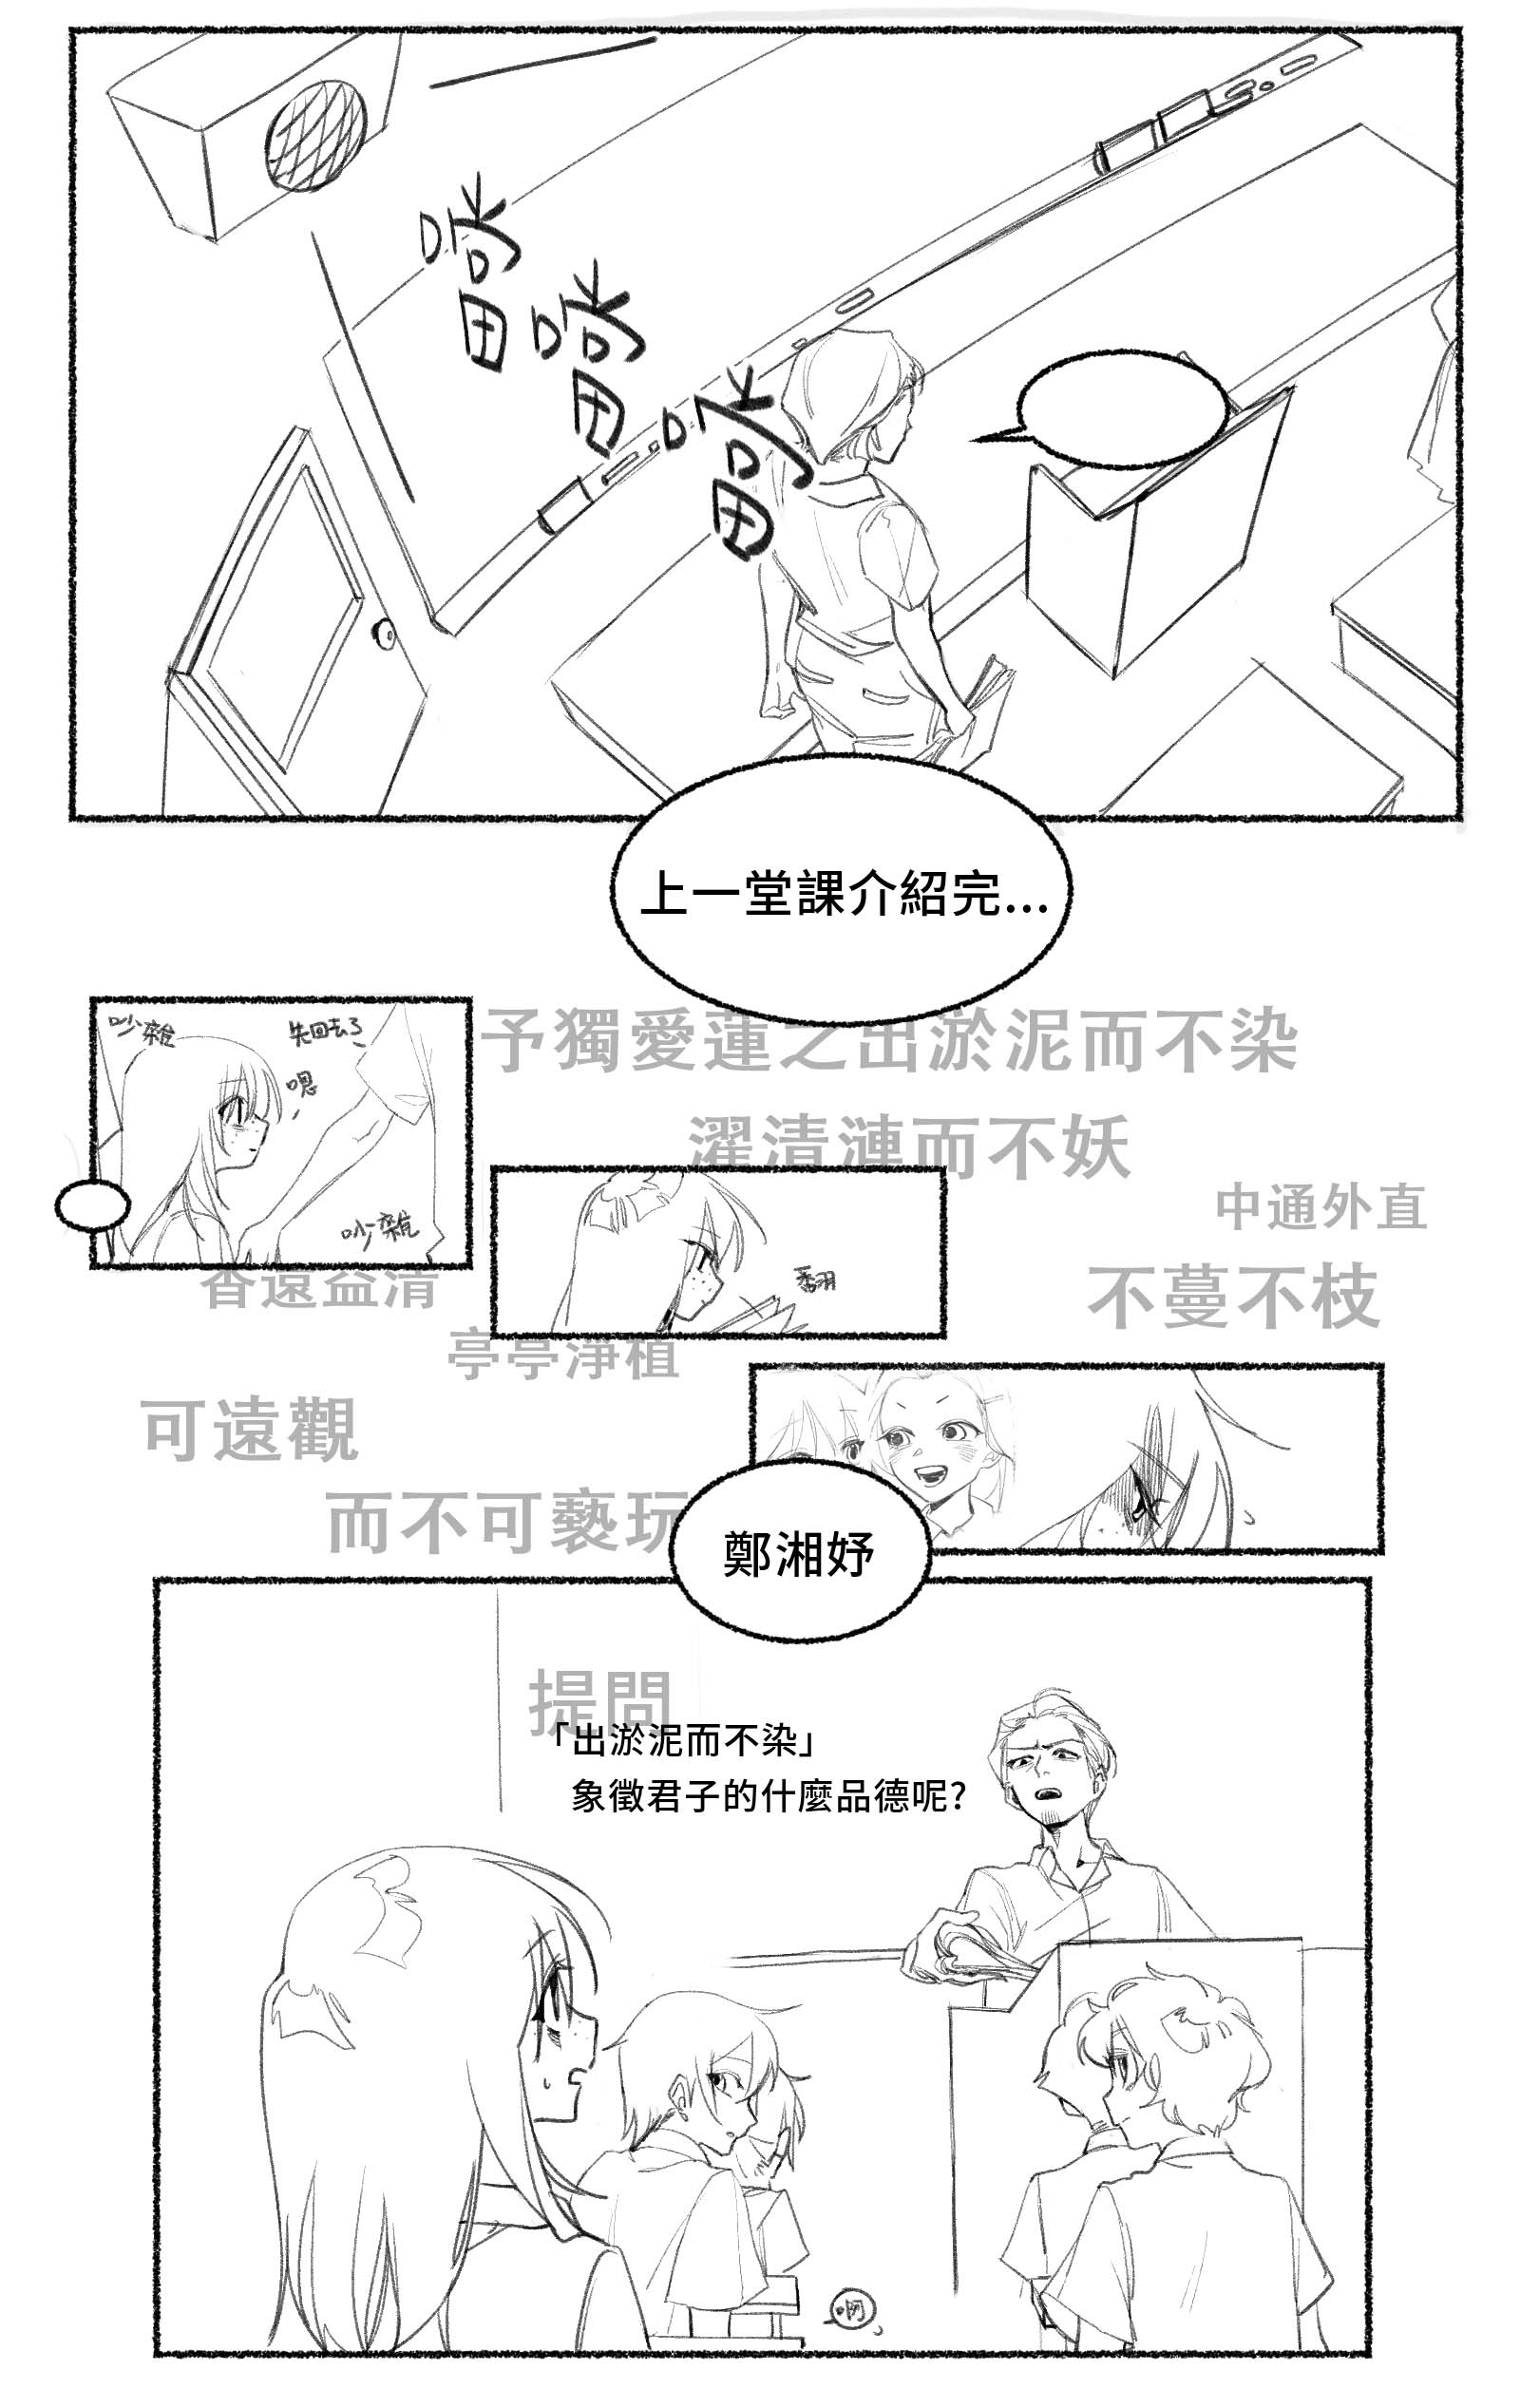 噹
噹
噹
上一堂課介紹完...
吵雜
先回去了
嗯
吵雜
予獨愛蓮之出淤泥而不染
濯清漣而不妖
中通外直
不蔓不枝
翻
香遠益清
亭亭淨植
可遠觀
而不可褻玩
鄭湘妤
提問
「出淤泥而不染」
象徵君子的什麼品德呢?
啊